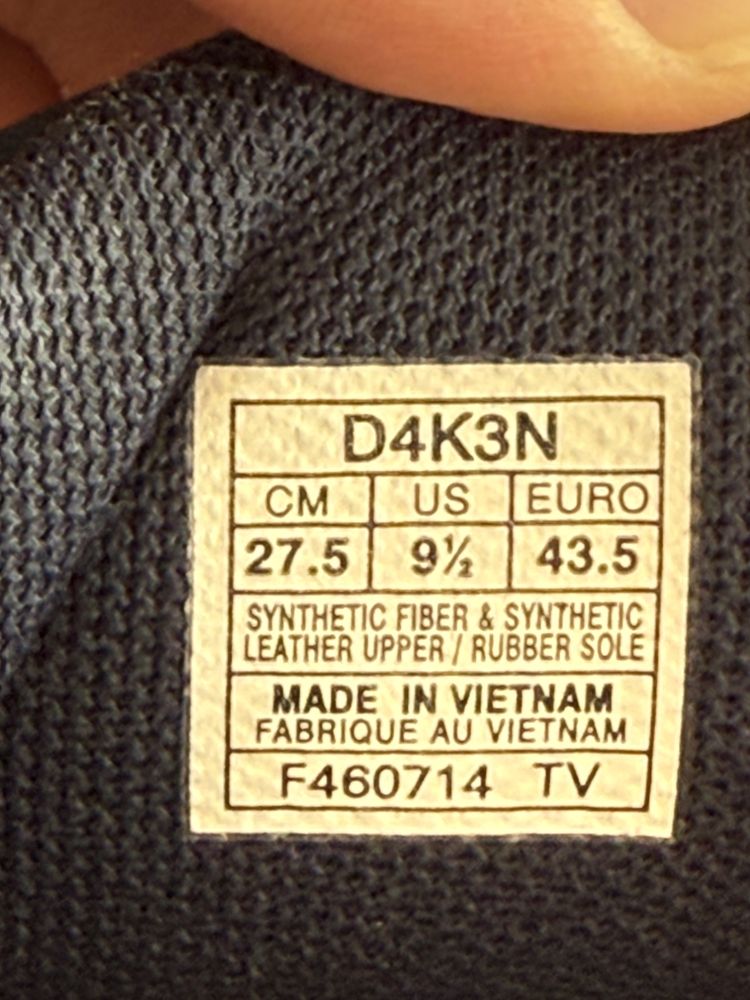 D4K3N
CM US EURO
27.5 9½ 43.5
SYNTHETIC FIBER & SYNTHETIC
LEATHER UPPER / RUBBER SOLE
MADE IN VIETNAM
FABRIQUE AU VIETNAM
F460714 TV